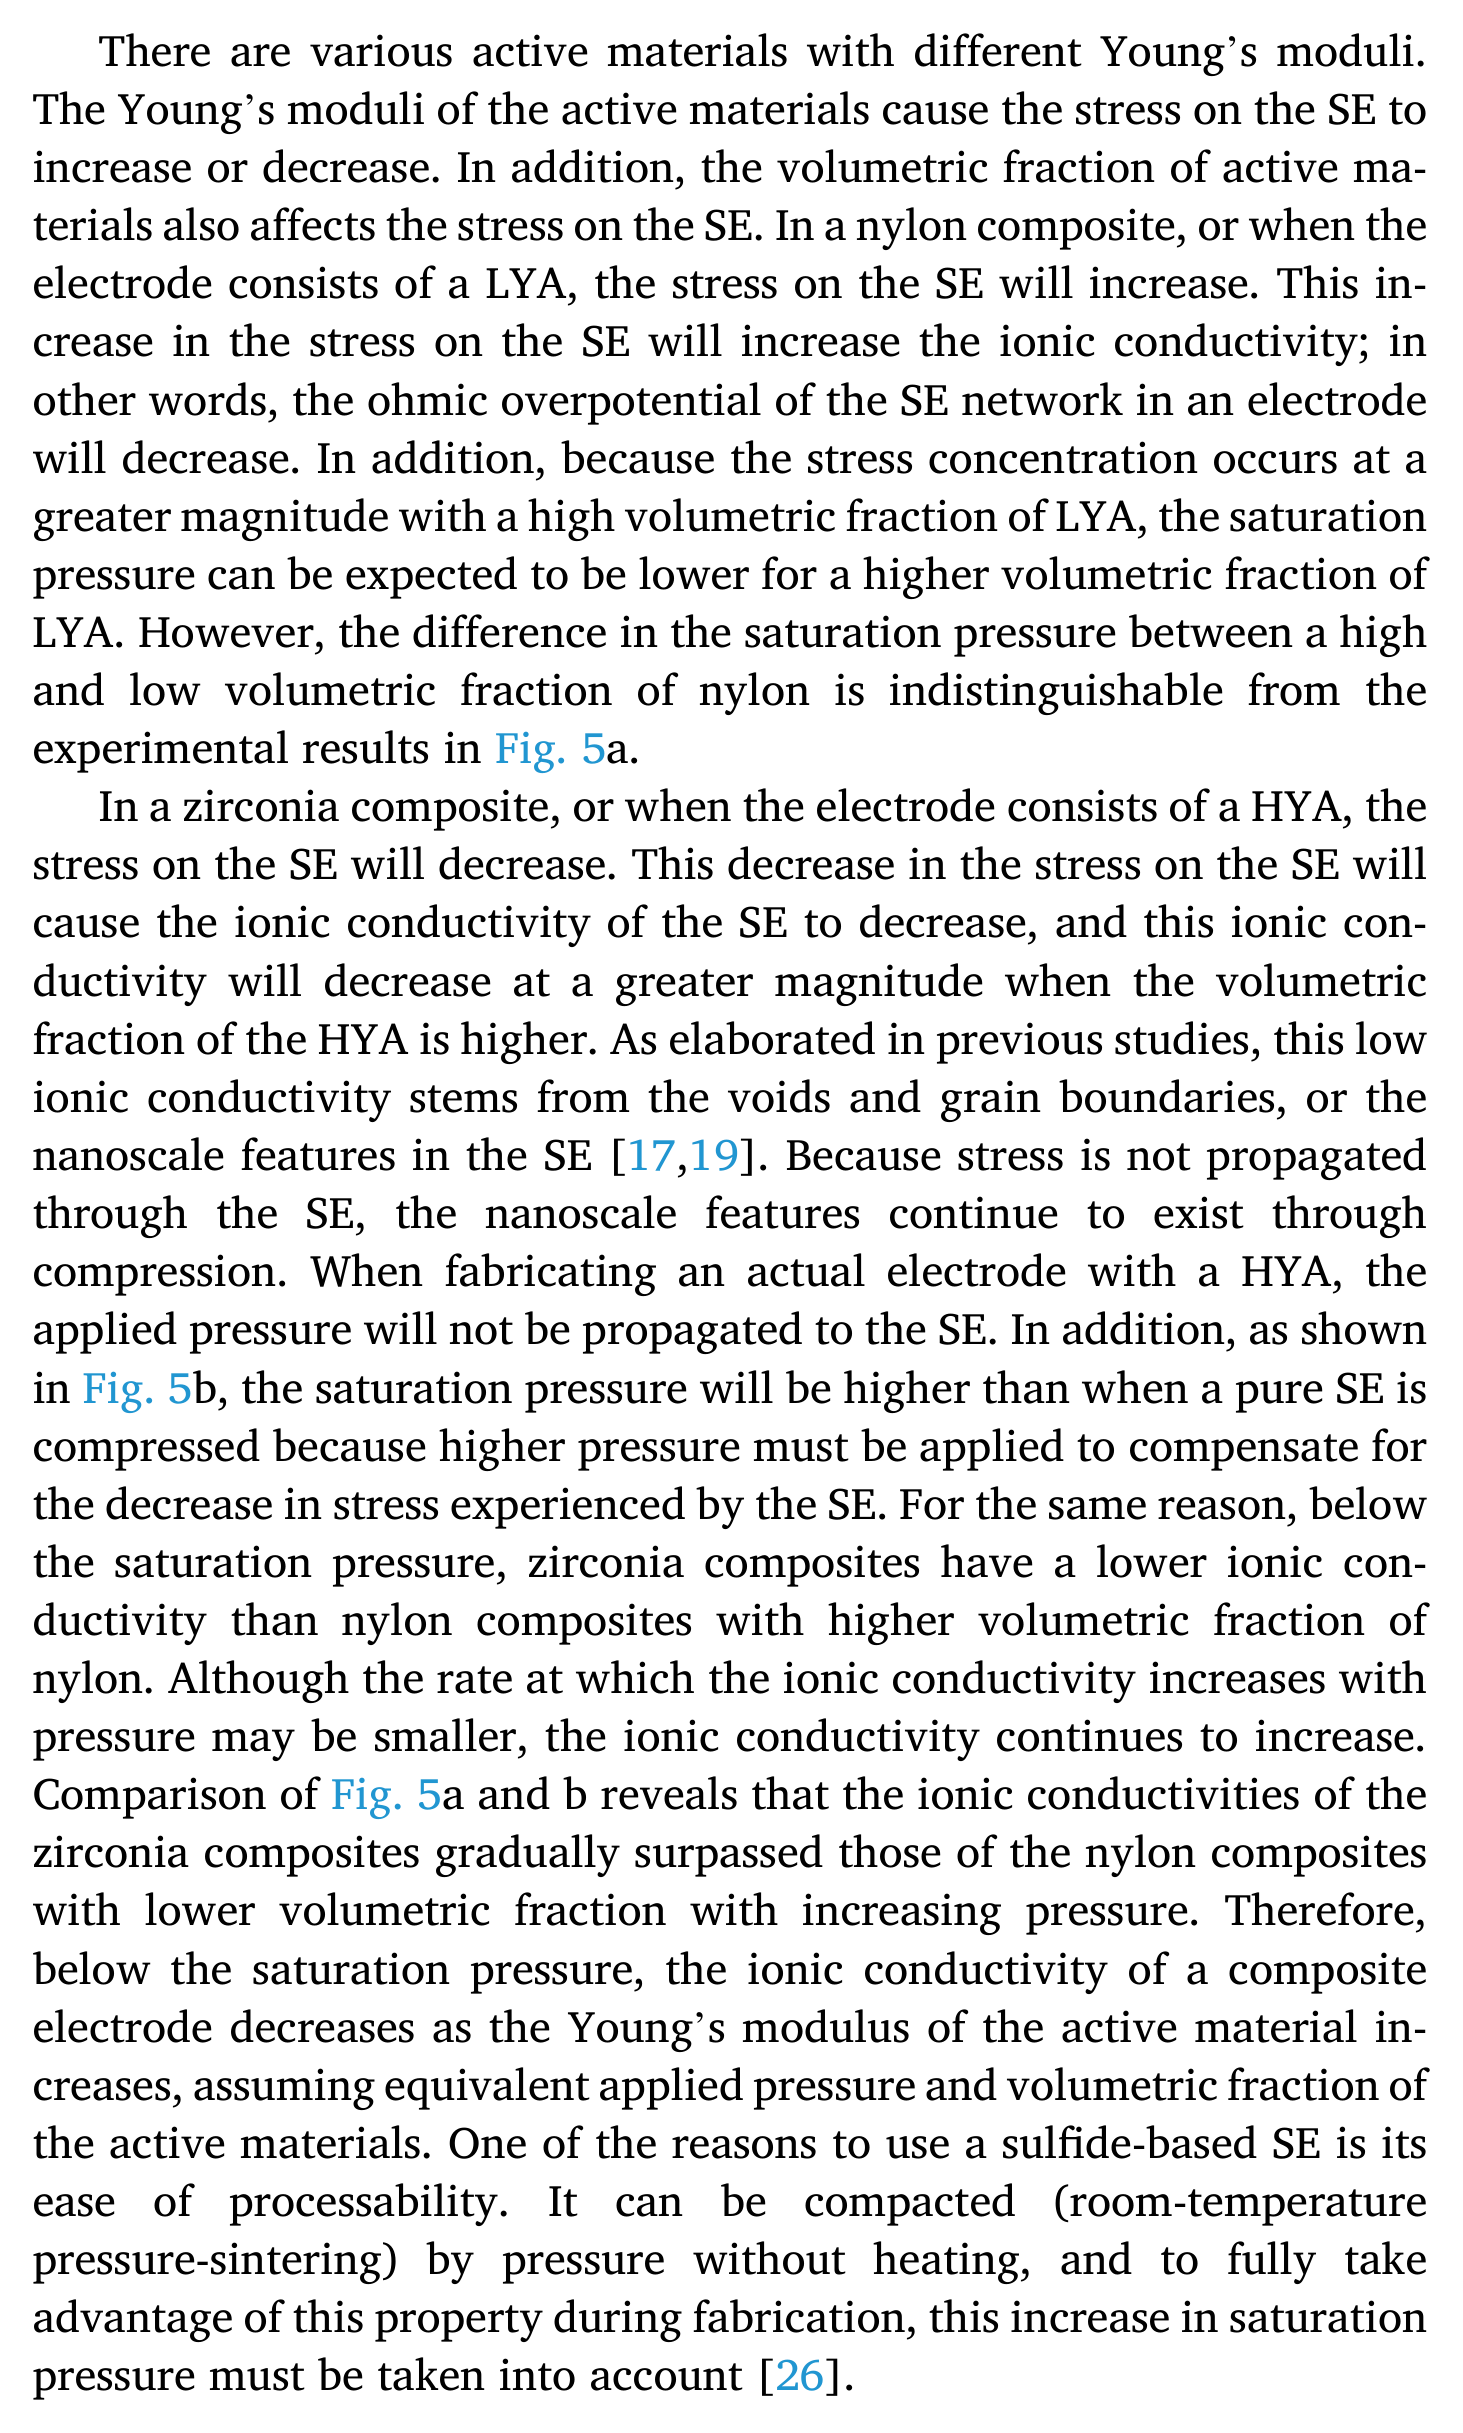 There are various active materials with different Young’s moduli.
The Young’s moduli of the active materials cause the stress on the SE to
increase or decrease. In addition, the volumetric fraction of active ma-
terials also affects the stress on the SE. In a nylon composite, or when the
electrode consists of a LYA, the stress on the SE will increase. This in-
crease in the stress on the SE will increase the ionic conductivity; in
other words, the ohmic overpotential of the SE network in an electrode
will decrease. In addition, because the stress concentration occurs at a
greater magnitude with a high volumetric fraction of LYA, the saturation
pressure can be expected to be lower for a higher volumetric fraction of
LYA. However, the difference in the saturation pressure between a high
and low volumetric fraction of nylon is indistinguishable from the
experimental results in Fig. 5a.
In a zirconia composite, or when the electrode consists of a HYA, the
stress on the SE will decrease. This decrease in the stress on the SE will
cause the ionic conductivity of the SE to decrease, and this ionic con-
ductivity will decrease at a greater magnitude when the volumetric
fraction of the HYA is higher. As elaborated in previous studies, this low
ionic conductivity stems from the voids and grain boundaries, or the
nanoscale features in the SE [17,19]. Because stress is not propagated
through the SE, the nanoscale features continue to exist through
compression. When fabricating an actual electrode with a HYA, the
applied pressure will not be propagated to the SE. In addition, as shown
in Fig. 5b, the saturation pressure will be higher than when a pure SE is
compressed because higher pressure must be applied to compensate for
the decrease in stress experienced by the SE. For the same reason, below
the saturation pressure, zirconia composites have a lower ionic con-
ductivity than nylon composites with higher volumetric fraction of
nylon. Although the rate at which the ionic conductivity increases with
pressure may be smaller, the ionic conductivity continues to increase.
Comparison of Fig. 5a and b reveals that the ionic conductivities of the
zirconia composites gradually surpassed those of the nylon composites
with lower volumetric fraction with increasing pressure. Therefore,
below the saturation pressure, the ionic conductivity of a composite
electrode decreases as the Young’s modulus of the active material in-
creases, assuming equivalent applied pressure and volumetric fraction of
the active materials. One of the reasons to use a sulfide-based SE is its
ease of processability. It can be compacted (room-temperature
pressure-sintering) by pressure without heating, and to fully take
advantage of this property during fabrication, this increase in saturation
pressure must be taken into account [26].